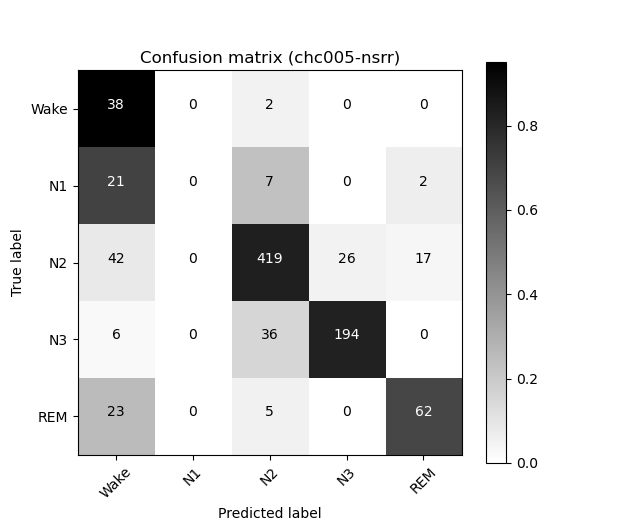 Confusion matrix (chc005-nsrr)
True label
Wake 38 0 2 0 0
N1 21 0 7 0 2
N2 42 0 419 26 17
N3 6 0 36 194 0
REM 23 0 5 0 62
Wake N1 N2 N3 REM
Predicted label
0.8
0.6
0.4
0.2
0.0